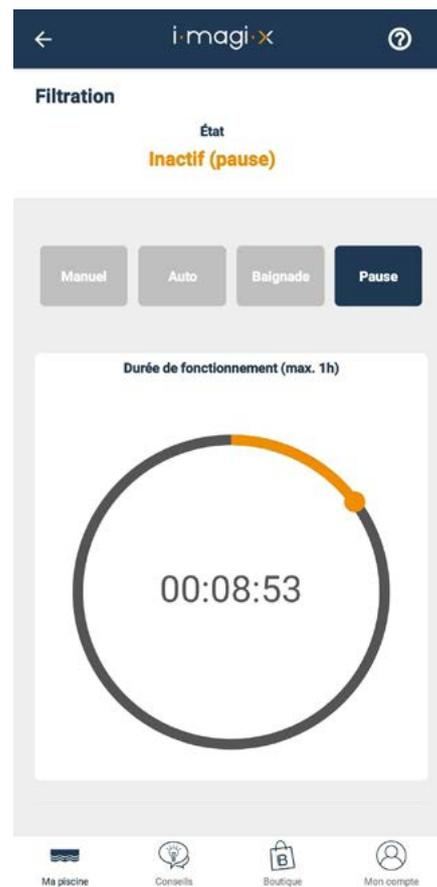 i·magi·x
Filtration
État
Inactif (pause)
Manuel Auto Baignade Pause
Durée de fonctionnement (max. 1h)
00:08:53
B
Ma piscine Conseils Boutique Mon compte